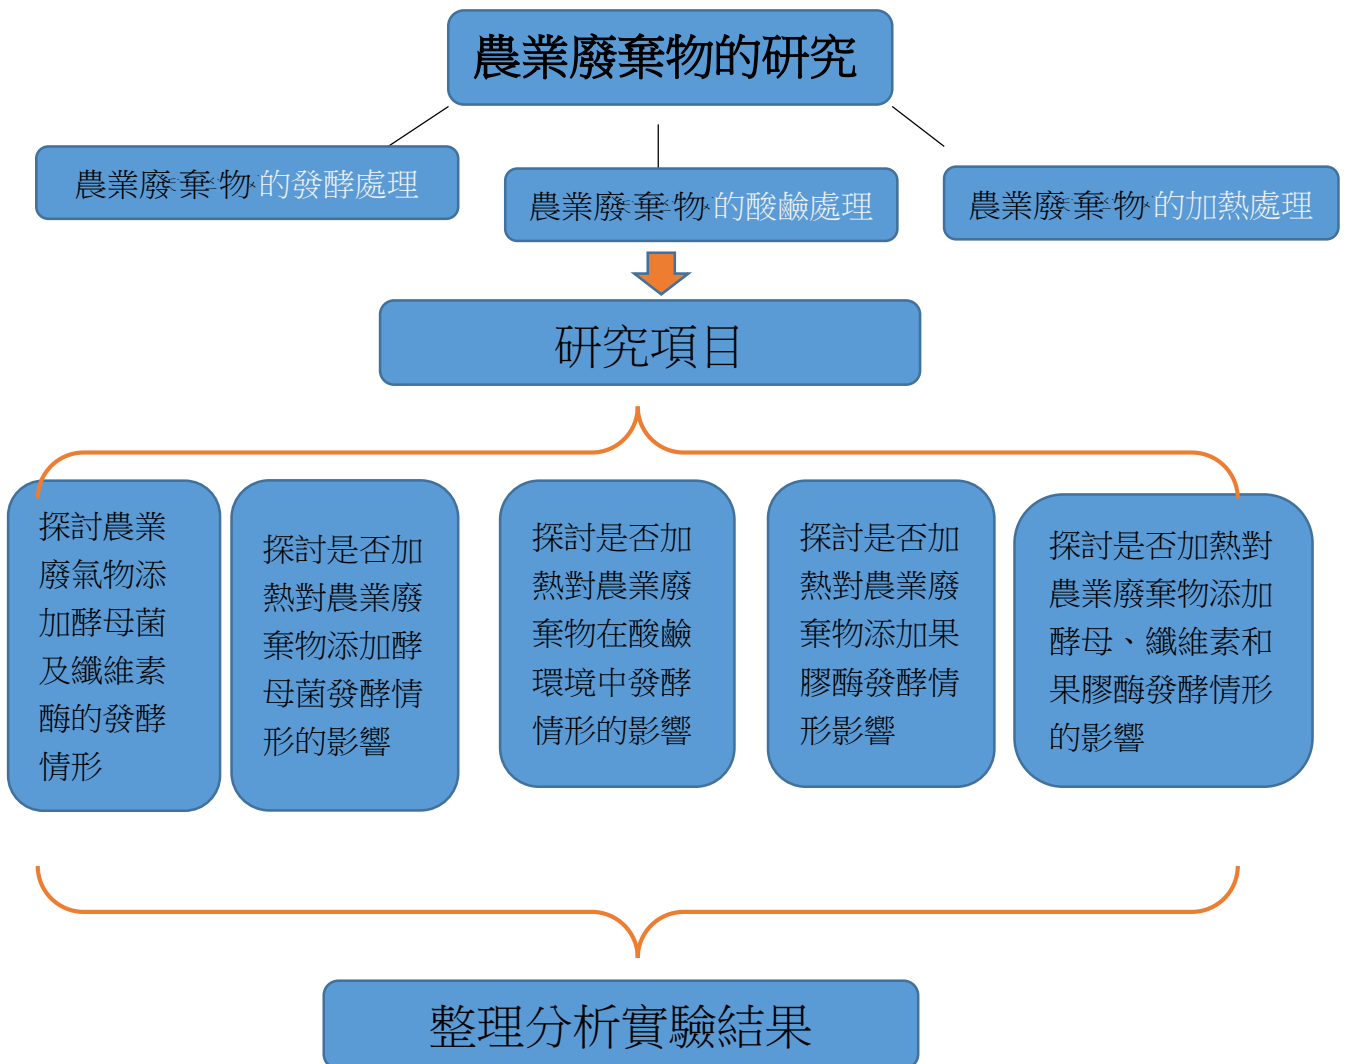 農業廢棄物的研究
農業廢棄物的發酵處理
農業廢棄物的酸鹼處理
農業廢棄物的加熱處理
研究項目
探討農業
廢氣物添
加酵母菌
及纖維素
酶的發酵
情形
探討是否加
熱對農業廢
棄物添加酵
母菌發酵情
形的影響
探討是否加
熱對農業廢
棄物在酸鹼
環境中發酵
情形的影響
探討是否加
熱對農業廢
棄物添加果
膠酶發酵情
形影響
探討是否加熱對
農業廢棄物添加
酵母、纖維素和
果膠酶發酵情形
的影響
整理分析實驗結果